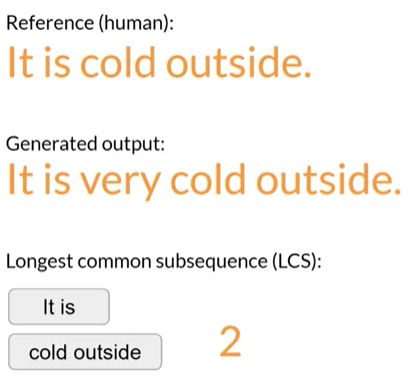 Reference (human):
It is cold outside.
Generated output:
It is very cold outside.
Longest common subsequence (LCS):
It is
cold outside
2